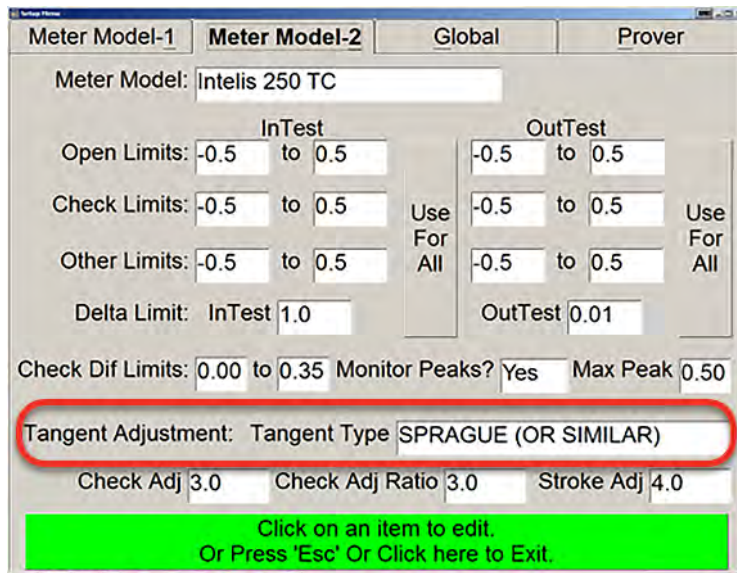 Setup Menu
Meter Model-1 Meter Model-2 Global Prover
Meter Model: Intelis 250 TC
InTest OutTest
Open Limits: -0.5 to 0.5 -0.5 to 0.5
Check Limits: -0.5 to 0.5 Use For All -0.5 to 0.5 Use For All
Other Limits: -0.5 to 0.5 -0.5 to 0.5
Delta Limit: InTest 1.0 OutTest 0.01
Check Dif Limits: 0.00 to 0.35 Monitor Peaks? Yes Max Peak 0.50
Tangent Adjustment: Tangent Type SPRAGUE (OR SIMILAR)
Check Adj 3.0 Check Adj Ratio 3.0 Stroke Adj 4.0
Click on an item to edit.
Or Press 'Esc' Or Click here to Exit.